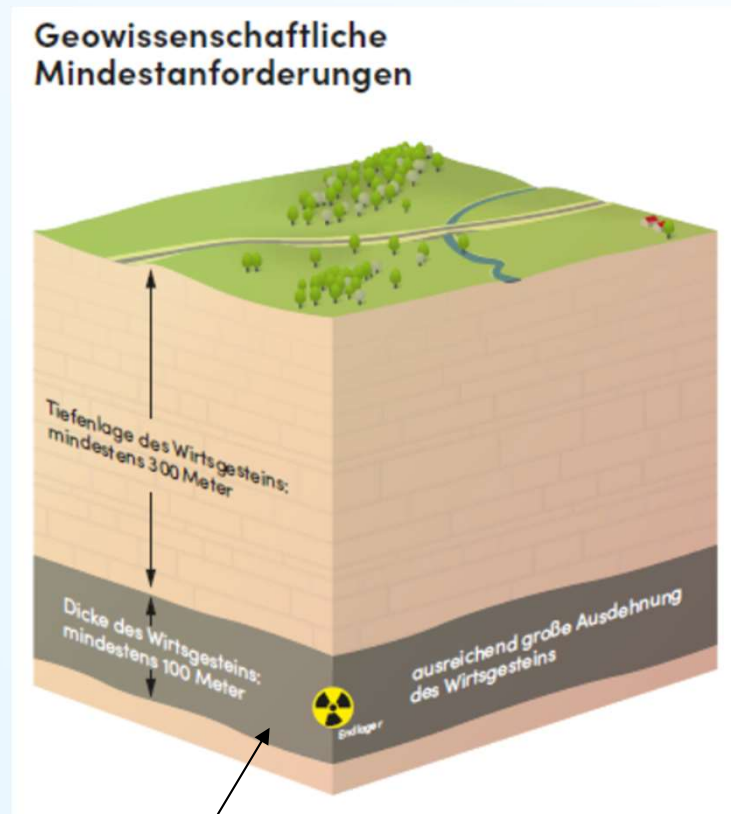 Geowissenschaftliche
Mindestanforderungen
Tiefenlage des Wirtsgesteins:
mindestens 300 Meter
Dicke des Wirtsgesteins:
mindestens 100 Meter
ausreichend große Ausdehnung
des Wirtsgesteins
Endlager